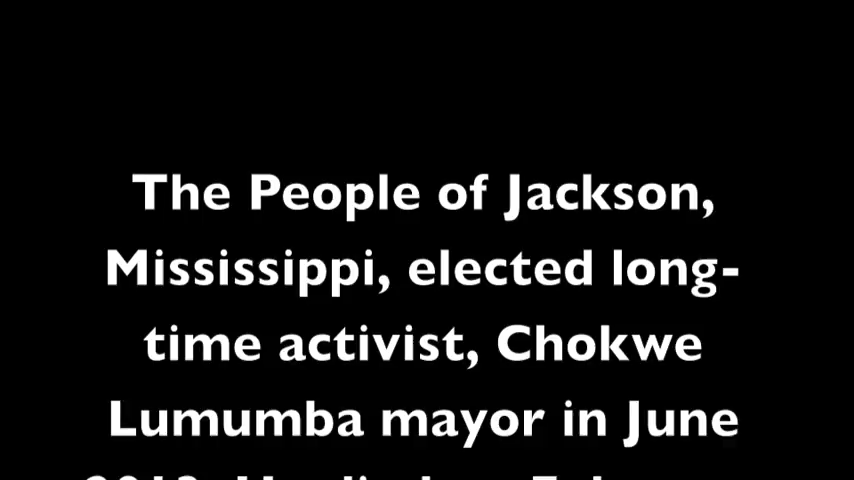 The People of Jackson,
Mississippi, elected long-
time activist, Chokwe
Lumumba mayor in June